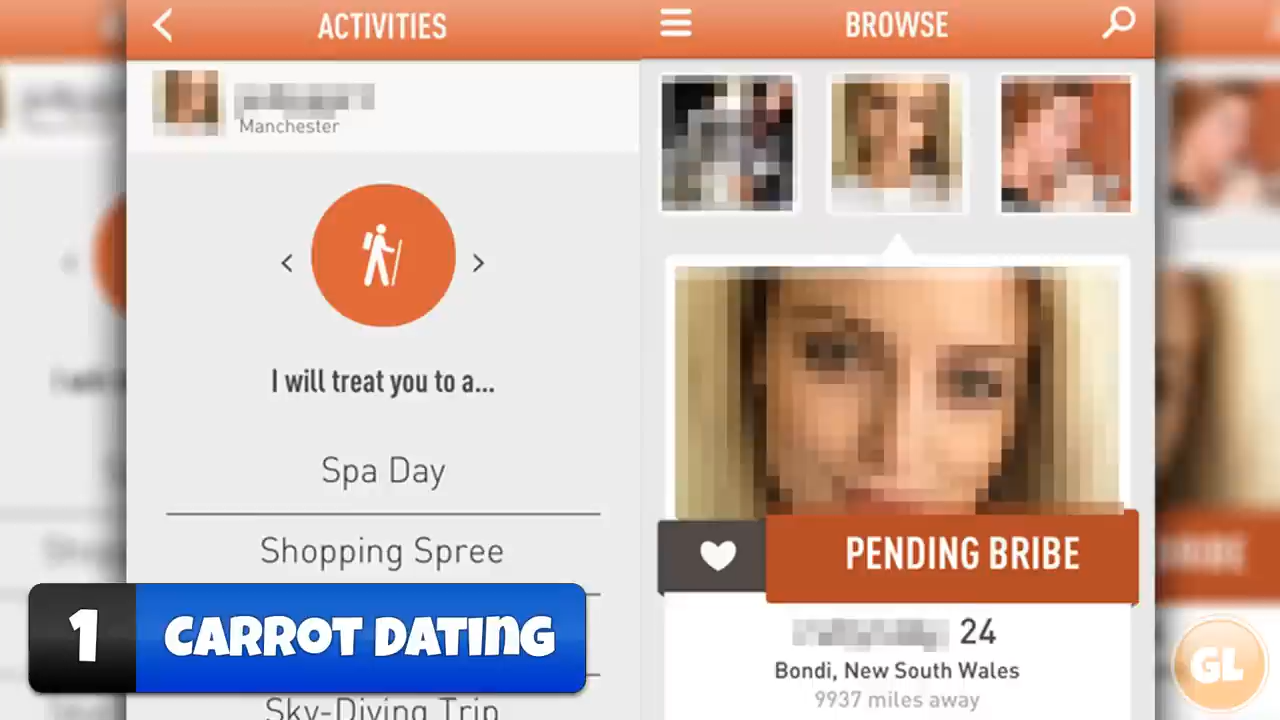 ACTIVITIES
Manchester
I will treat you to a...
Spa Day
Shopping Spree
Sky-Diving Trip
BROWSE
PENDING BRIBE
24
Bondi, New South Wales
9937 miles away
1 CARROT DATING
GL